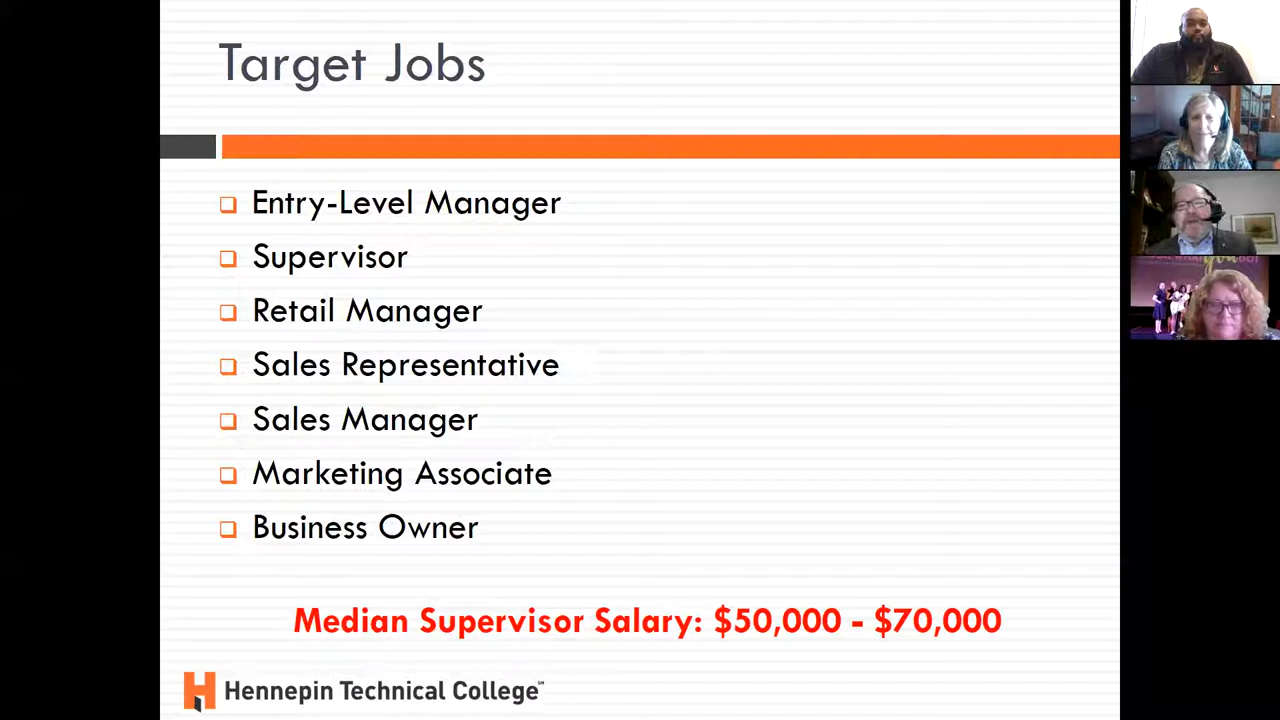 Target Jobs
Entry-Level Manager
Supervisor
Retail Manager
Sales Representative
Sales Manager
Marketing Associate
Business Owner
Median Supervisor Salary: $50,000 - $70,000
Hennepin Technical College℠